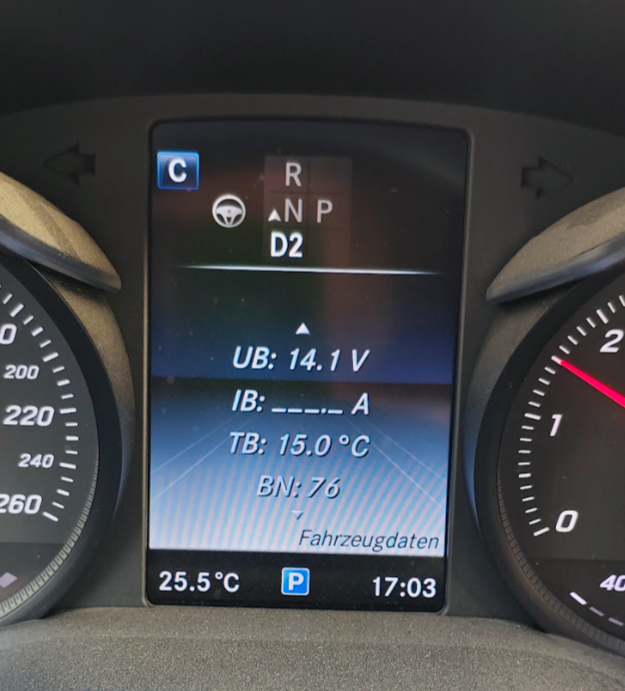 C
R
N P
D2
UB: 14.1 V
IB: ___._ A
TB: 15.0 °C
BN: 76
Fahrzeugdaten
25.5°C P 17:03
0
200
220
240
260
2
1
0
40